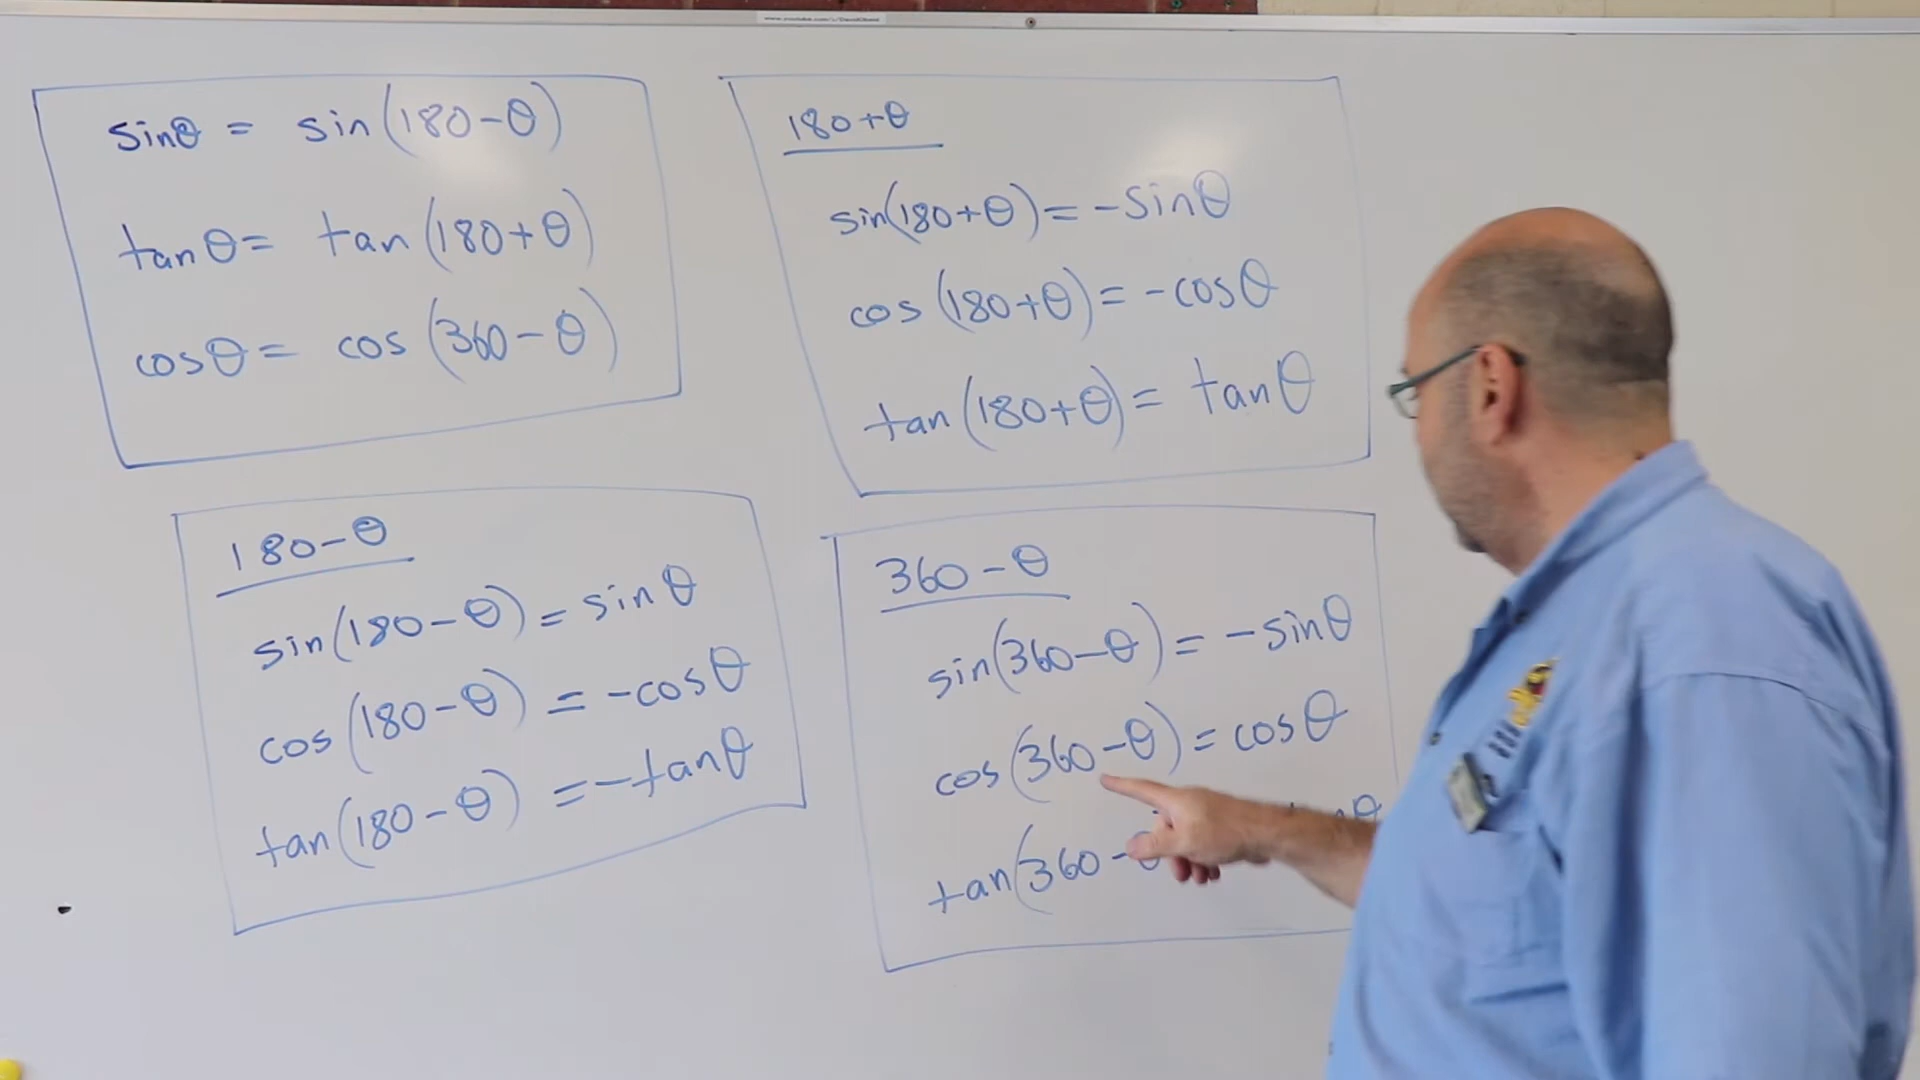 sinθ = sin(180-θ)
tanθ = tan(180+θ)
cosθ = cos(360-θ)
180+θ
sin(180+θ) = -sinθ
cos(180+θ) = -cosθ
tan(180+θ) = tanθ
180-θ
sin(180-θ) = sinθ
cos(180-θ) = -cosθ
tan(180-θ) = -tanθ
360-θ
sin(360-θ) = -sinθ
cos(360-θ) = cosθ
tan(360-θ